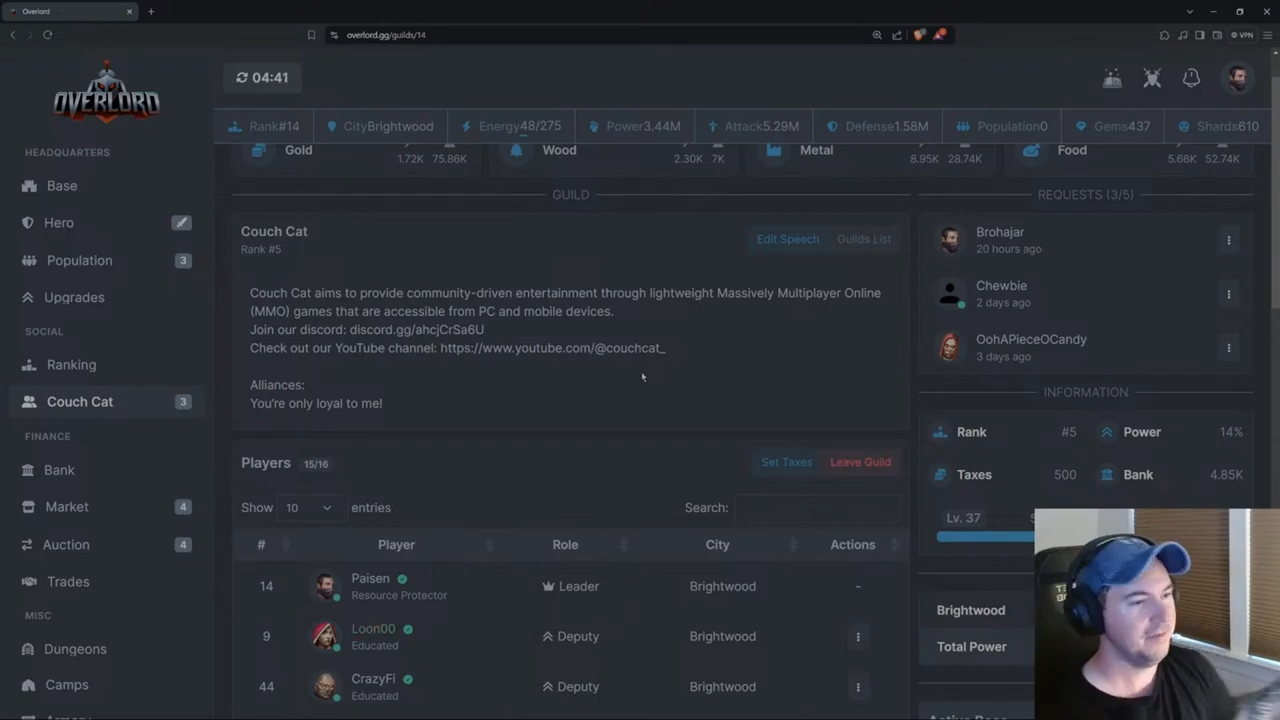 Overlord
overlord.gg/guilds/14
VPN
OVERLORD
04:41
Rank#14
CityBrightwood
Energy48/275
Power3.44M
Attack5.29M
Defense1.58M
Population0
Gems437
Shards610
Gold
1.72K 75.86K
Wood
2.30K 7K
Metal
8.95K 28.74K
Food
5.66K 52.74K
HEADQUARTERS
Base
Hero
Population 3
Upgrades
SOCIAL
Ranking
Couch Cat 3
FINANCE
Bank
Market 4
Auction 4
Trades
MISC
Dungeons
Camps
GUILD
Couch Cat
Rank #5
Edit Speech
Guilds List
Couch Cat aims to provide community-driven entertainment through lightweight Massively Multiplayer Online
(MMO) games that are accessible from PC and mobile devices.
Join our discord: discord.gg/ahcjCrSa6U
Check out our YouTube channel: https://www.youtube.com/@couchcat_
Alliances:
You're only loyal to me!
Players 15/16
Set Taxes
Leave Guild
Show 10 entries
Search:
# Player Role City Actions
14 Paisen Leader Brightwood -
Resource Protector
9 Loon00 Deputy Brightwood
Educated
44 CrazyFi Deputy Brightwood
Educated
REQUESTS (3/5)
Brohajar
20 hours ago
Chewbie
2 days ago
OohAPieceOCandy
3 days ago
INFORMATION
Rank #5
Power 14%
Taxes 500
Bank 4.85K
Lv. 37
Brightwood
Total Power